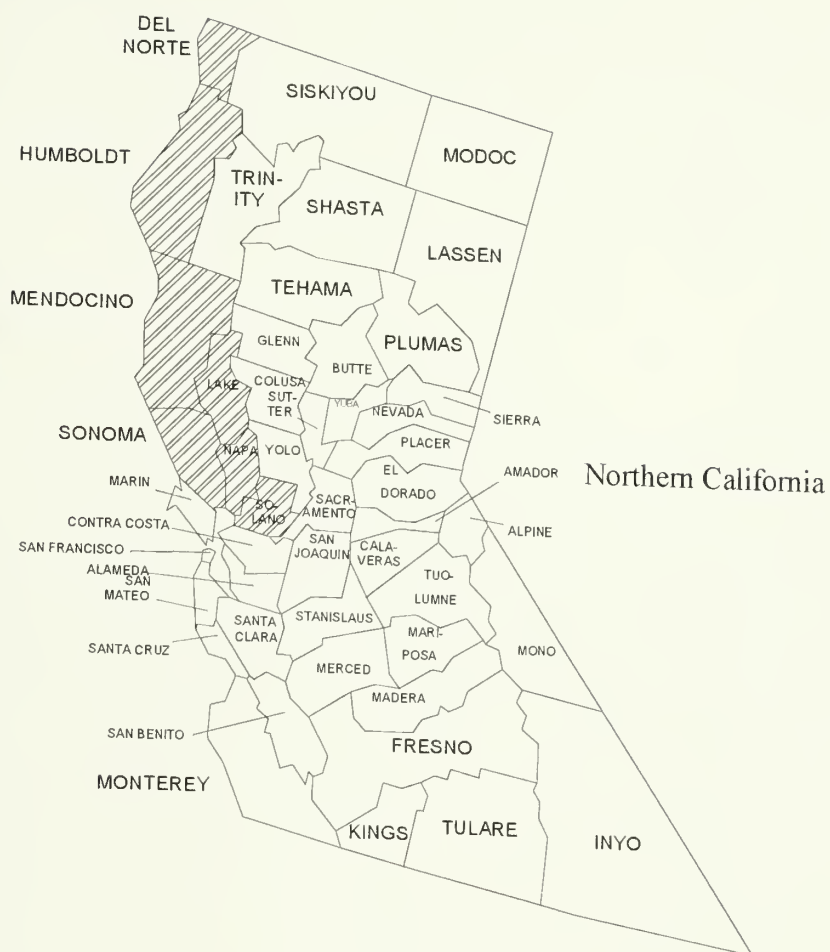 DEL
NORTE
SISKIYOU
MODOC
HUMBOLDT
TRIN-
ITY
SHASTA
LASSEN
MENDOCINO
TEHAMA
GLENN
BUTTE
PLUMAS
LAKE
COLUSA
SUT-
TER
YUBA
NEVADA
SIERRA
SONOMA
NAPA
YOLO
PLACER
EL
DORADO
AMADOR
Northern California
MARIN
SO-
LANO
SACR-
AMENTO
CONTRA COSTA
SAN
JOAQUIN
CALA-
VERAS
ALPINE
SAN FRANCISCO
ALAMEDA
SAN
MATEO
TUO-
LUMNE
SANTA
CLARA
STANISLAUS
MARI-
POSA
SANTA CRUZ
MERCED
MONO
MADERA
SAN BENITO
FRESNO
MONTEREY
KINGS
TULARE
INYO